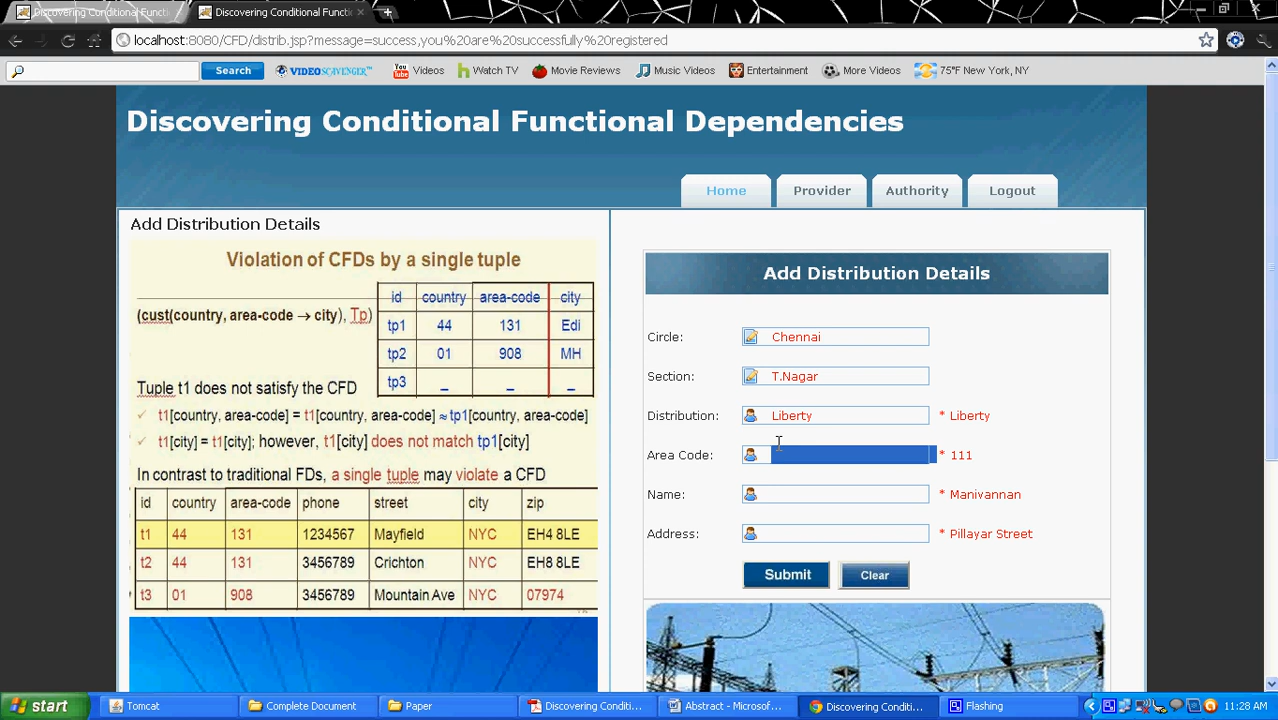 Discovering Conditional Functi
Discovering Conditional Functi
localhost:8080/CFD/distrib.jsp?message=success,you%20are%20successfully%20registered
Search VIDEOSCAVENGER™ You Tube Videos Watch TV Movie Reviews Music Videos Entertainment More Videos 75°F New York, NY
Discovering Conditional Functional Dependencies
Home Provider Authority Logout
Add Distribution Details
Violation of CFDs by a single tuple
(cust(country, area-code → city), Tp)
id country area-code city
tp1 44 131 Edi
tp2 01 908 MH
tp3 _ _ _
Tuple t1 does not satisfy the CFD
✓ t1[country, area-code] = t1[country, area-code] ≈ tp1[country, area-code]
✓ t1[city] = t1[city]; however, t1[city] does not match tp1[city]
In contrast to traditional FDs, a single tuple may violate a CFD
id country area-code phone street city zip
t1 44 131 1234567 Mayfield NYC EH4 8LE
t2 44 131 3456789 Crichton NYC EH8 8LE
t3 01 908 3456789 Mountain Ave NYC 07974
Add Distribution Details
Circle: Chennai
Section: T.Nagar
Distribution: Liberty * Liberty
Area Code: * 111
Name: * Manivannan
Address: * Pillayar Street
Submit Clear
start Tomcat Complete Document Paper Discovering Conditi... Abstract - Microsof... Discovering Conditi... Flashing 11:28 AM